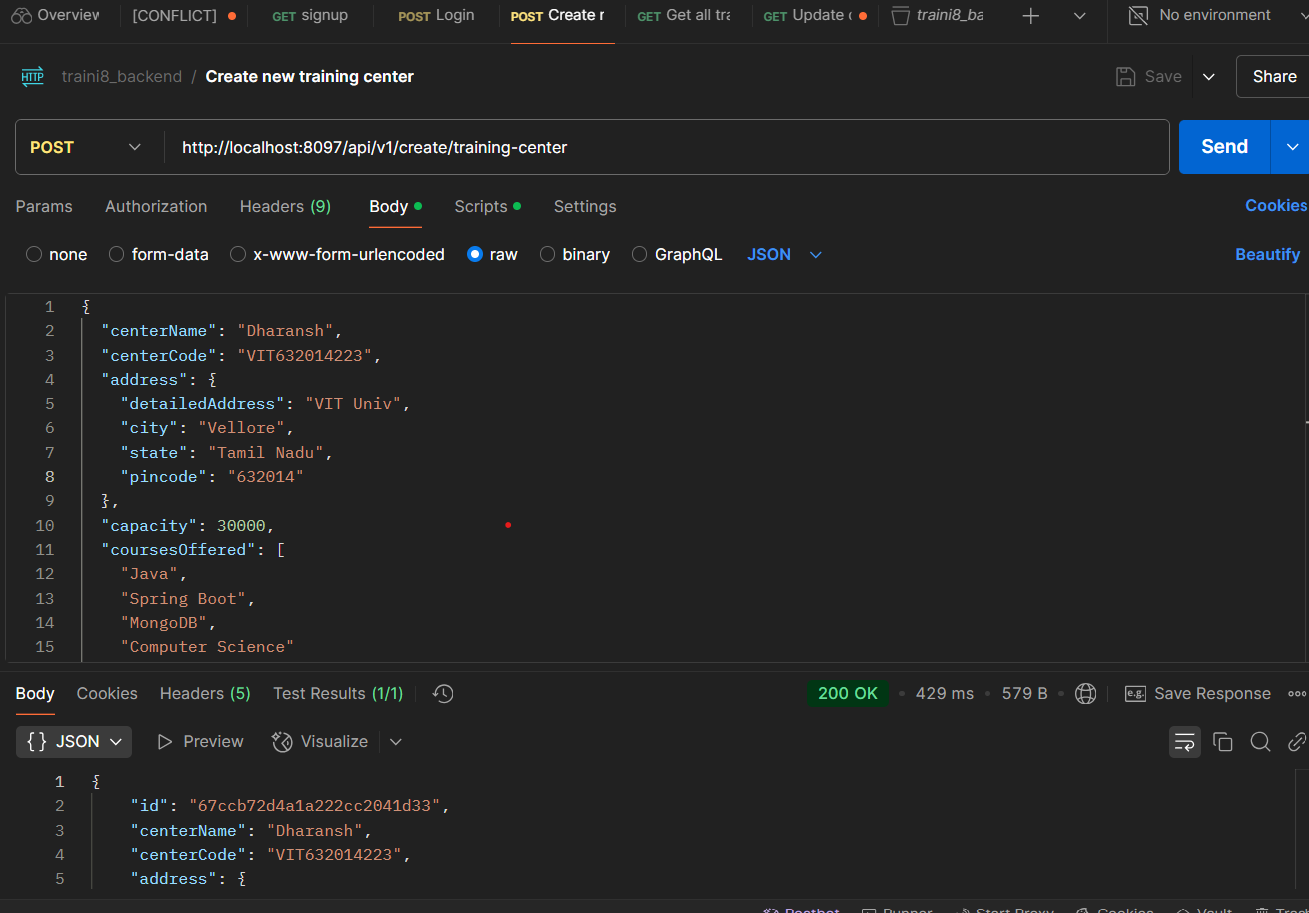 Overview [CONFLICT] GET signup POST Login POST Create r GET Get all tra GET Update c traini8_ba No environment
HTTP traini8_backend / Create new training center Save Share
POST http://localhost:8097/api/v1/create/training-center Send
Params Authorization Headers (9) Body Scripts Settings Cookies
none form-data x-www-form-urlencoded raw binary GraphQL JSON Beautify
1 {
2 "centerName": "Dharansh",
3 "centerCode": "VIT632014223",
4 "address": {
5 "detailedAddress": "VIT Univ",
6 "city": "Vellore",
7 "state": "Tamil Nadu",
8 "pincode": "632014"
9 },
10 "capacity": 30000,
11 "coursesOffered": [
12 "Java",
13 "Spring Boot",
14 "MongoDB",
15 "Computer Science"
Body Cookies Headers (5) Test Results (1/1) 200 OK 429 ms 579 B e.g. Save Response
{} JSON Preview Visualize
1 {
2 "id": "67ccb72d4a1a222cc2041d33",
3 "centerName": "Dharansh",
4 "centerCode": "VIT632014223",
5 "address": {
Postbot Runner Start Proxy Cookies Vault